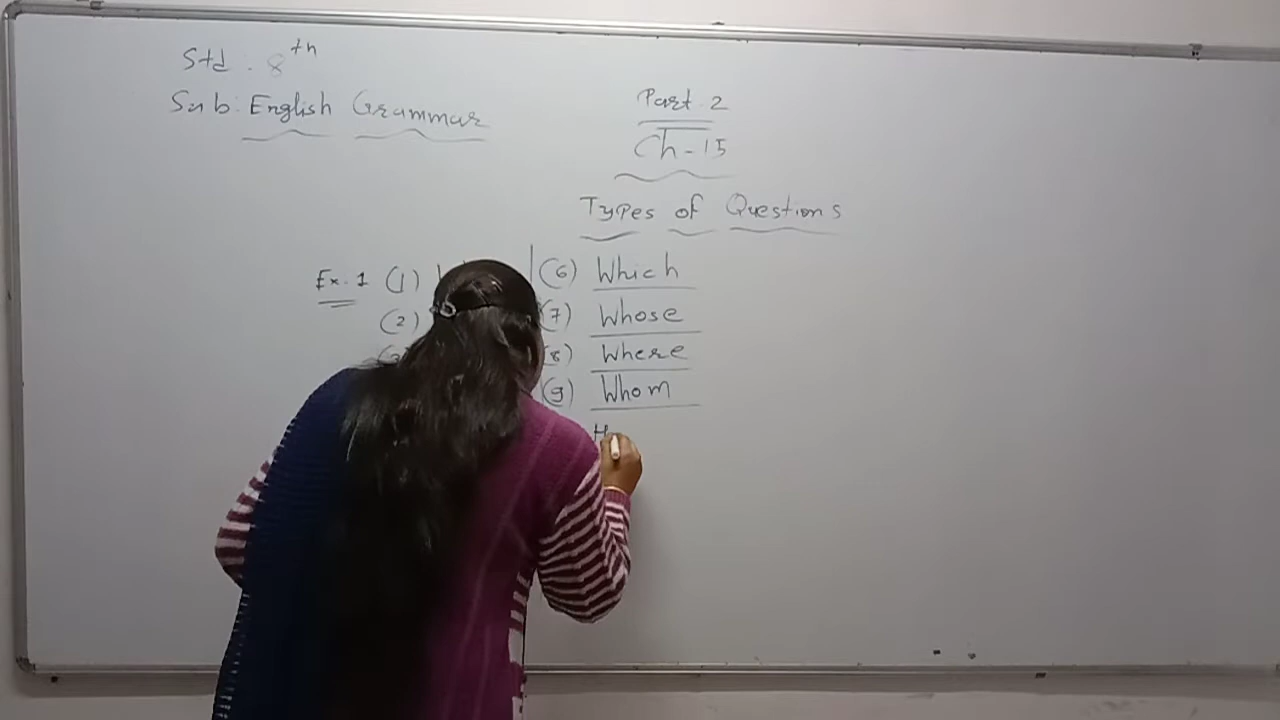 Std. 8th
Sub: English Grammar
Part. 2
Ch-15
Types of Questions
Ex. 1 (1)
(2)
(6) Which
(7) Whose
(8) Where
(9) Whom
H